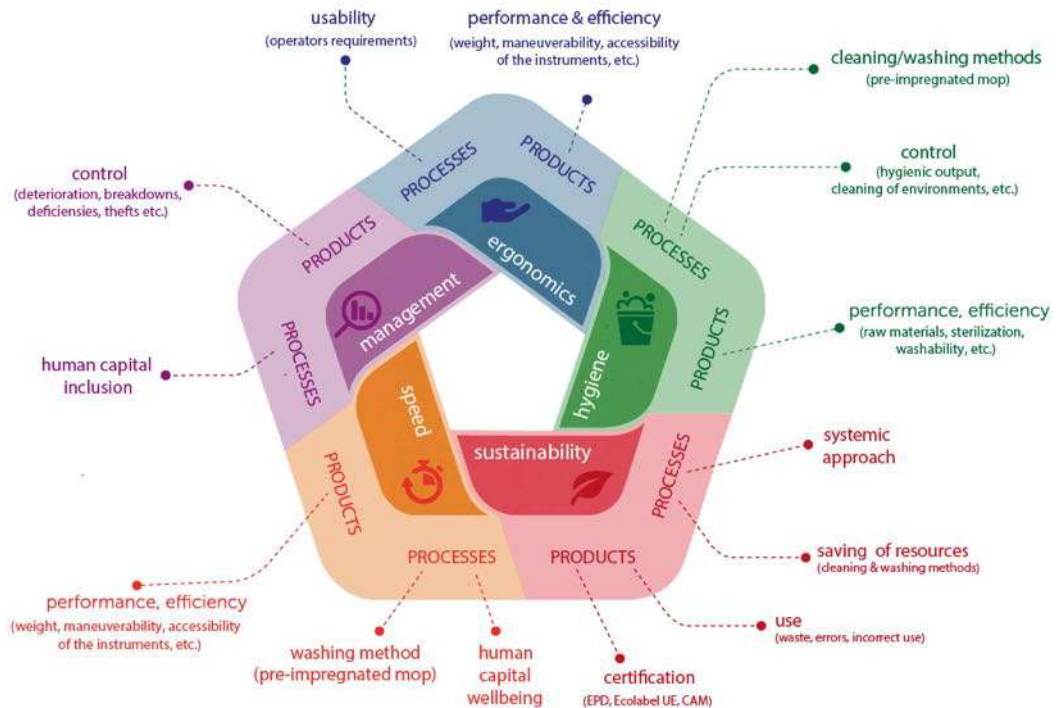 usability
(operators requirements)
performance & efficiency
(weight, maneuverability, accessibility
of the instruments, etc.)
cleaning/washing methods
(pre-impregnated mop)
control
(hygienic output,
cleaning of environments, etc.)
control
(deterioration, breakdowns,
deficiencies, thefts etc.)
PROCESSES
PRODUCTS
ergonomics
PROCESSES
PRODUCTS
hygiene
performance, efficiency
(raw materials, sterilization,
washability, etc.)
PRODUCTS
PROCESSES
management
human capital
inclusion
speed
PRODUCTS
PROCESSES
sustainability
PROCESSES
PRODUCTS
systemic
approach
saving of resources
(cleaning & washing methods)
use
(waste, errors, incorrect use)
certification
(EPD, Ecolabel UE, CAM)
human
capital
wellbeing
washing method
(pre-impregnated mop)
performance, efficiency
(weight, maneuverability, accessibility
of the instruments, etc.)